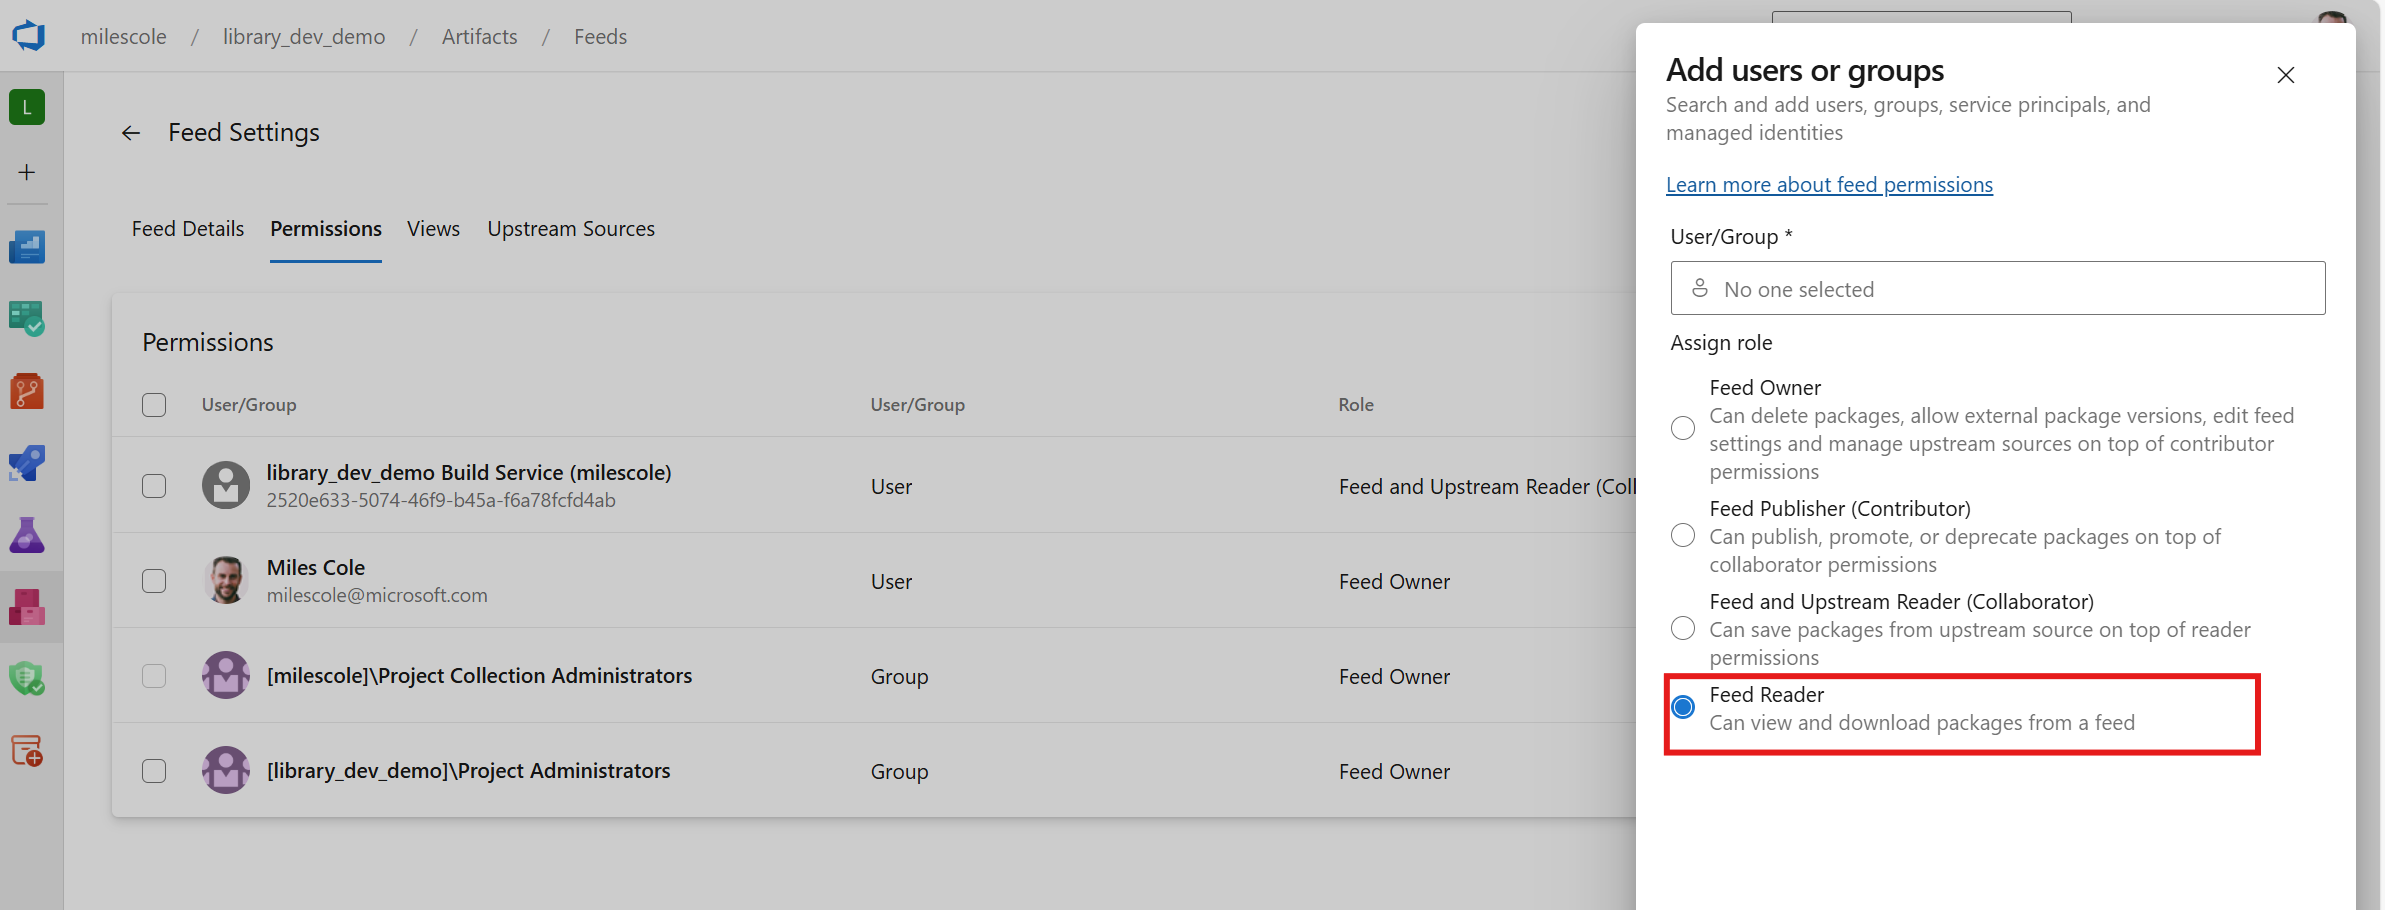 milescole / library_dev_demo / Artifacts / Feeds
L
Feed Settings
Feed Details Permissions Views Upstream Sources
Permissions
User/Group User/Group Role
library_dev_demo Build Service (milescole)
2520e633-5074-46f9-b45a-f6a78fcfd4ab
User
Feed and Upstream Reader (Coll
Miles Cole
milescole@microsoft.com
User
Feed Owner
[milescole]\Project Collection Administrators
Group
Feed Owner
[library_dev_demo]\Project Administrators
Group
Feed Owner
Add users or groups
Search and add users, groups, service principals, and
managed identities
Learn more about feed permissions
User/Group *
No one selected
Assign role
Feed Owner
Can delete packages, allow external package versions, edit feed
settings and manage upstream sources on top of contributor
permissions
Feed Publisher (Contributor)
Can publish, promote, or deprecate packages on top of
collaborator permissions
Feed and Upstream Reader (Collaborator)
Can save packages from upstream source on top of reader
permissions
Feed Reader
Can view and download packages from a feed